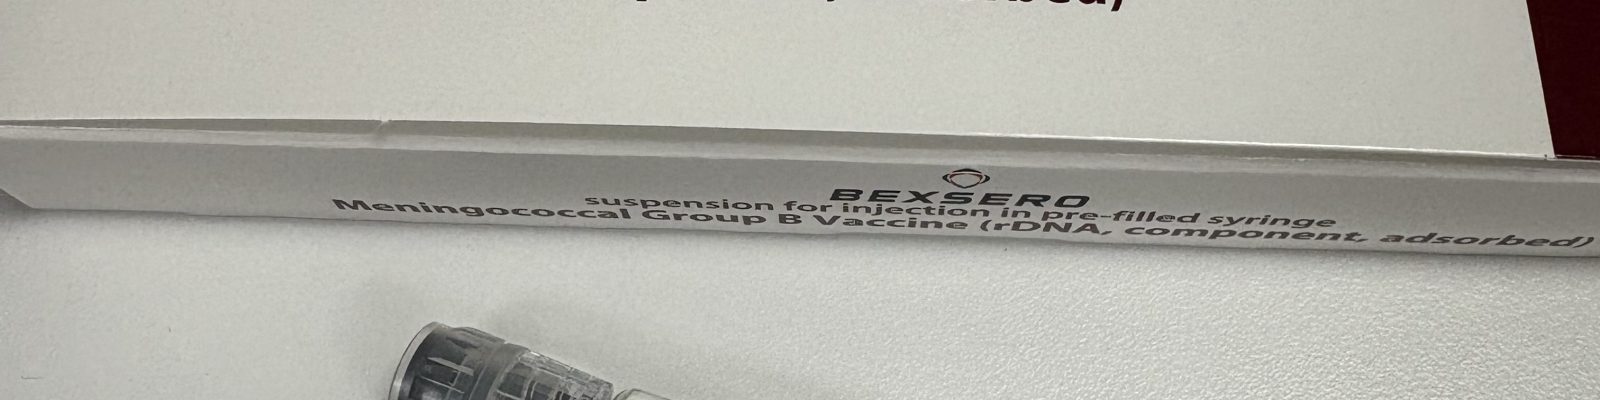 BEXSERO
suspension for injection in pre-filled syringe
Meningococcal Group B Vaccine (rDNA, component, adsorbed)